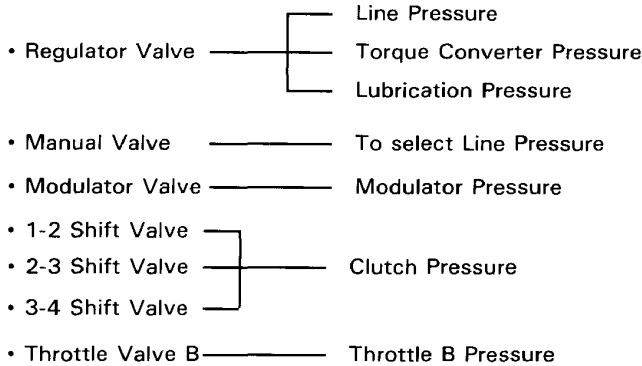 Line Pressure
• Regulator Valve Torque Converter Pressure
Lubrication Pressure
• Manual Valve To select Line Pressure
• Modulator Valve Modulator Pressure
• 1-2 Shift Valve
• 2-3 Shift Valve Clutch Pressure
• 3-4 Shift Valve
• Throttle Valve B Throttle B Pressure